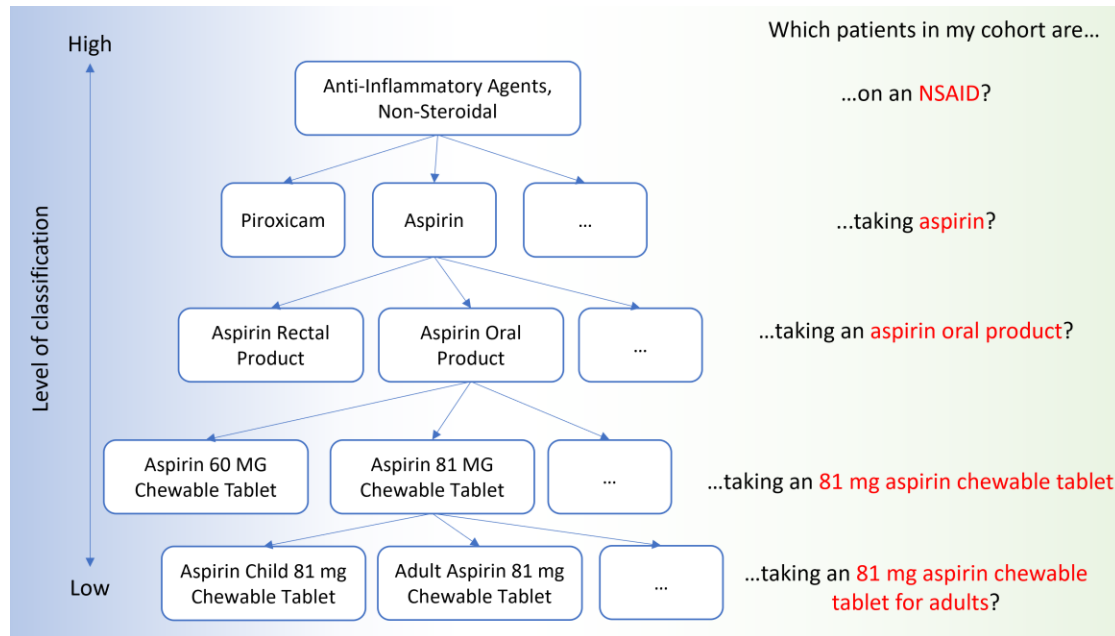 High
Which patients in my cohort are…
Anti-Inflammatory Agents,
Non-Steroidal
…on an NSAID?
Level of classification
Piroxicam
Aspirin
...
...taking aspirin?
Aspirin Rectal
Product
Aspirin Oral
Product
...
…taking an aspirin oral product?
Aspirin 60 MG
Chewable Tablet
Aspirin 81 MG
Chewable Tablet
...
…taking an 81 mg aspirin chewable tablet
Low
Aspirin Child 81 mg
Chewable Tablet
Adult Aspirin 81 mg
Chewable Tablet
...
…taking an 81 mg aspirin chewable
tablet for adults?